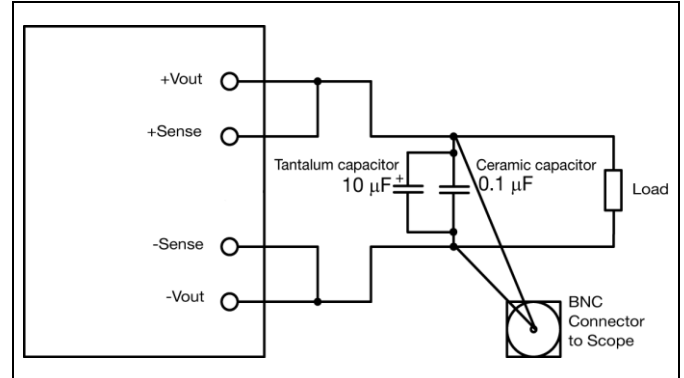 +Vout
+Sense
Tantalum capacitor
10 µF
+
Ceramic capacitor
0.1 µF
Load
-Sense
-Vout
BNC
Connector
to Scope